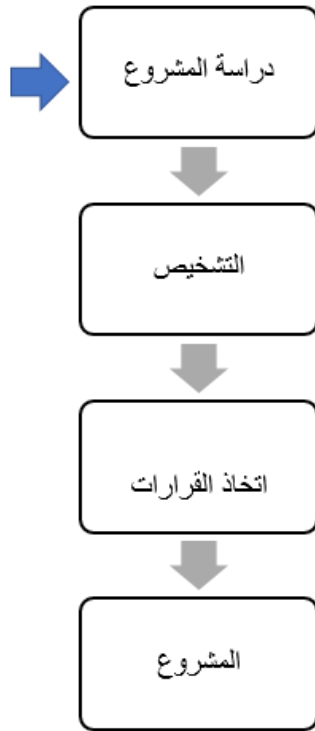 دراسة المشروع
التشخيص
اتخاذ القرارات
المشروع